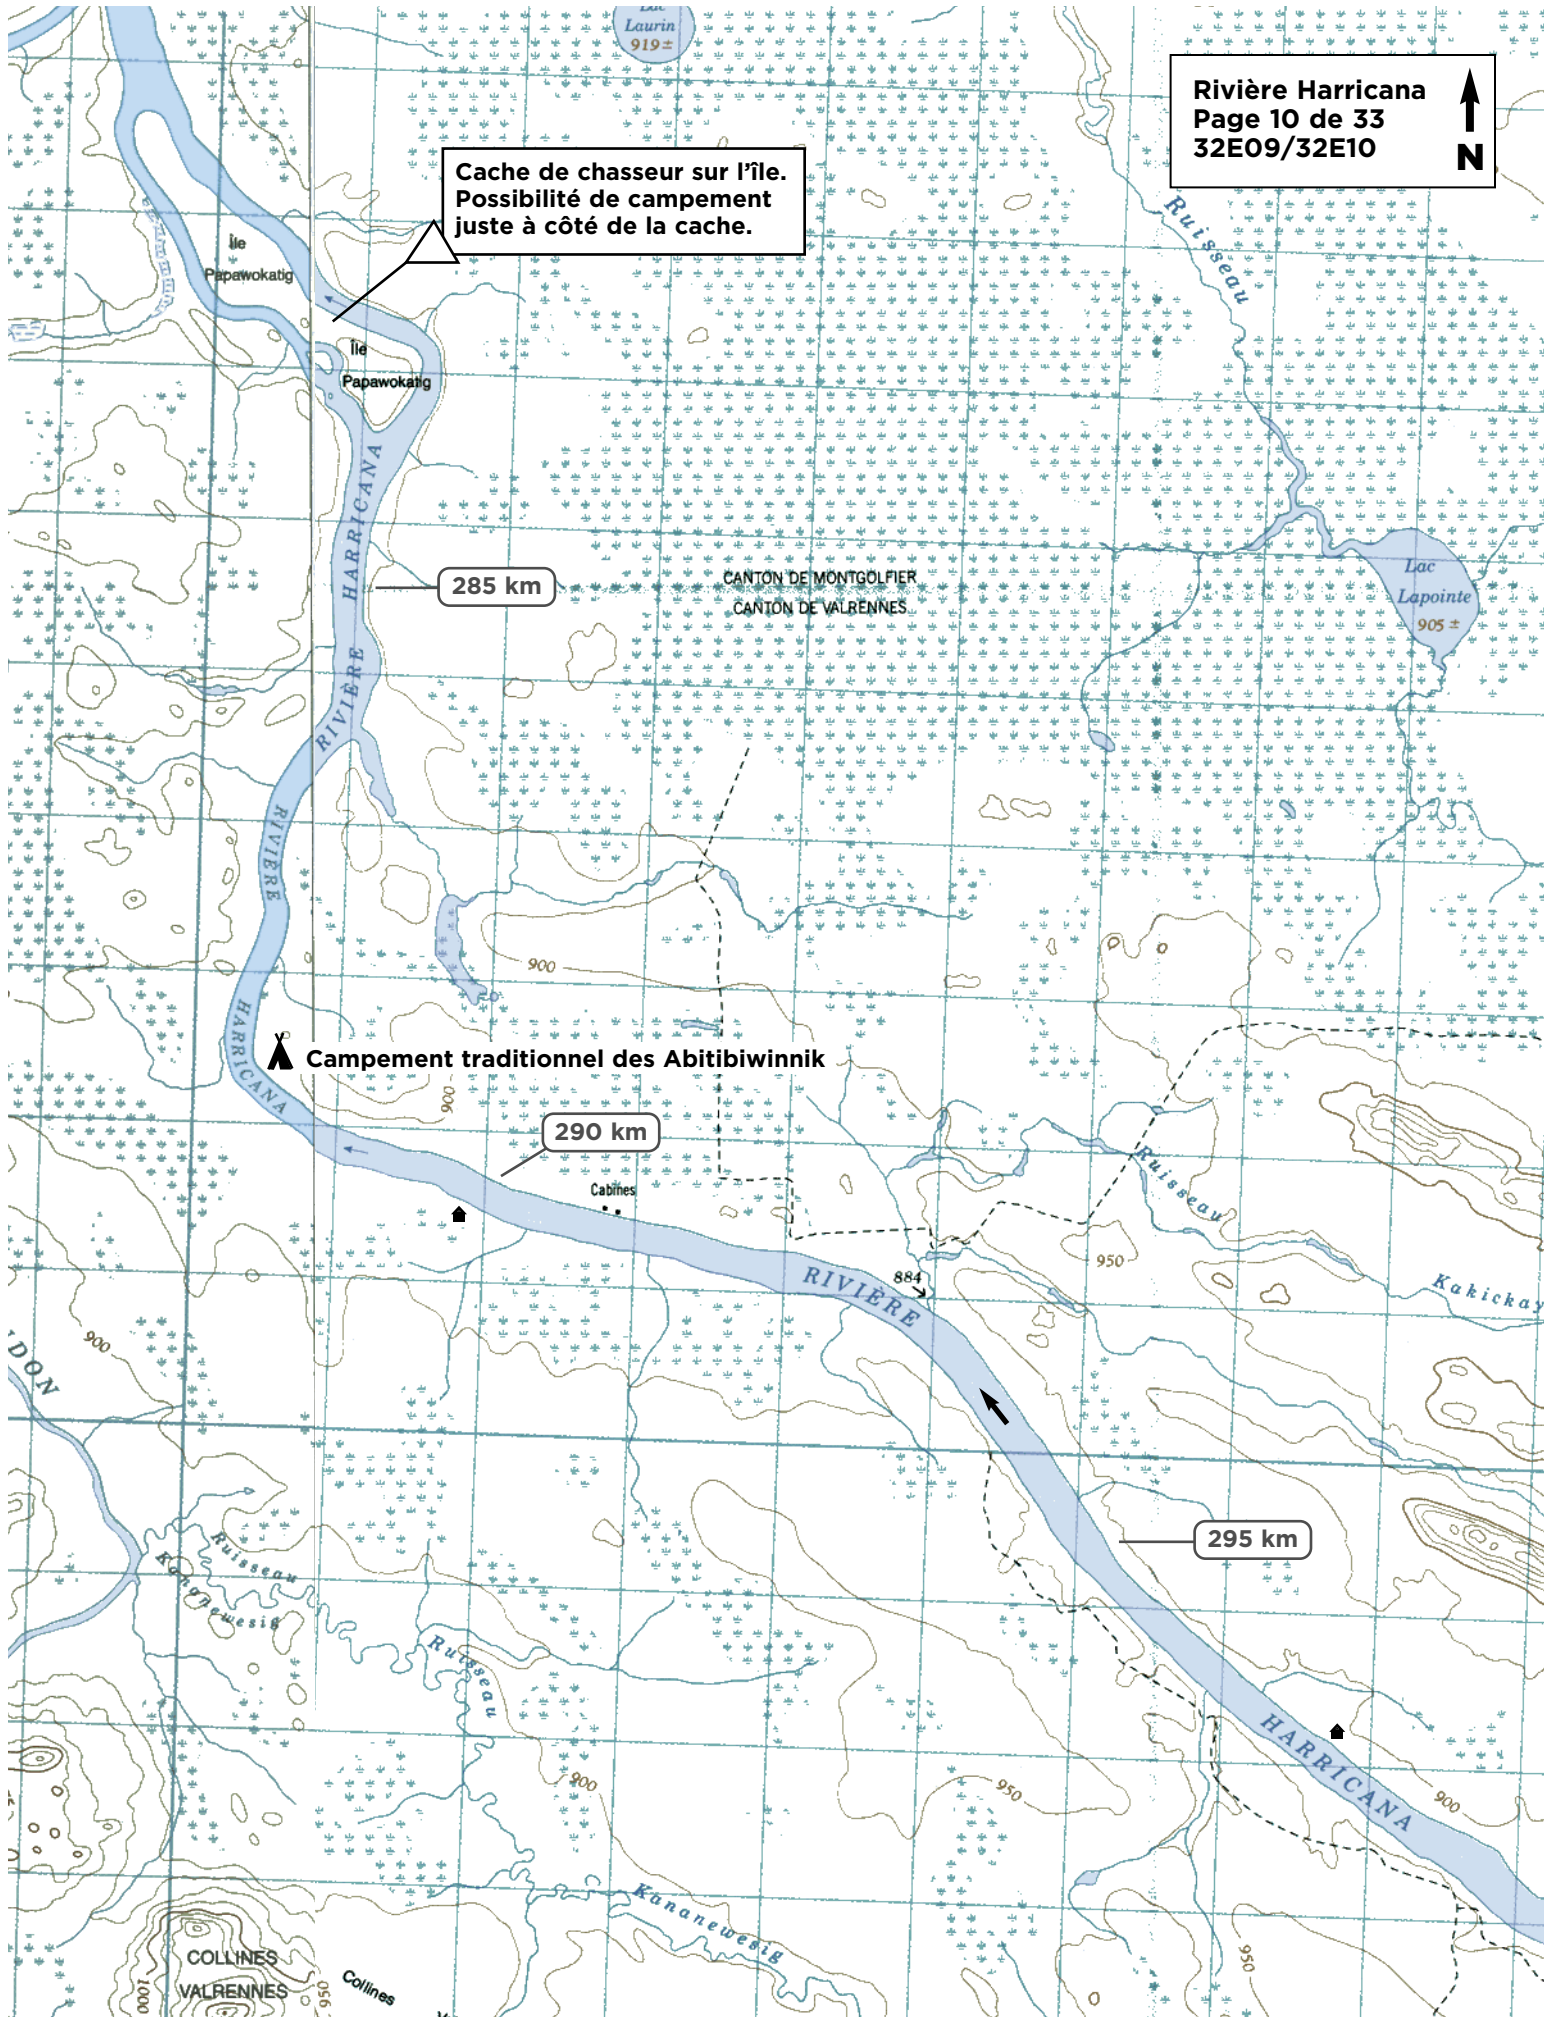 Lac
Laurin
919±
Rivière Harricana
Page 10 de 33
32E09/32E10
N
Cache de chasseur sur l'île.
Possibilité de campement
juste à côté de la cache.
Ruisseau
Île
Papawokatig
Île
Papawokatig
RIVIÈRE HARRICANA
285 km
CANTON DE MONTGOLFIER
CANTON DE VALRENNES
Lac
Lapointe
905 ±
RIVIÈRE
HARRICANA
900
Campement traditionnel des Abitibiwinnik
900
290 km
Cabines
Ruisseau
Kakickay
950
884
RIVIÈRE
900
DON
295 km
Ruisseau
Kananewesig
Ruisseau
HARRICANA
900
950
900
Kananewesig
COLLINES
VALRENNES
1000
950
Collines
950